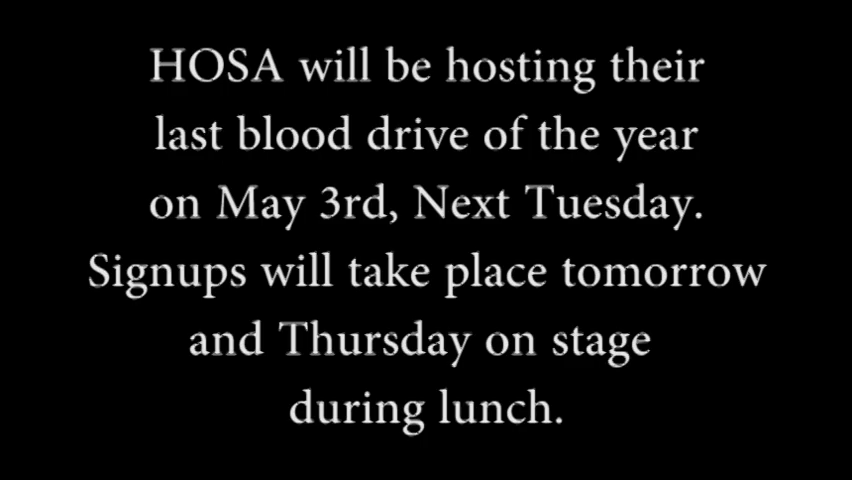 HOSA will be hosting their
last blood drive of the year
on May 3rd, Next Tuesday.
Signups will take place tomorrow
and Thursday on stage
during lunch.